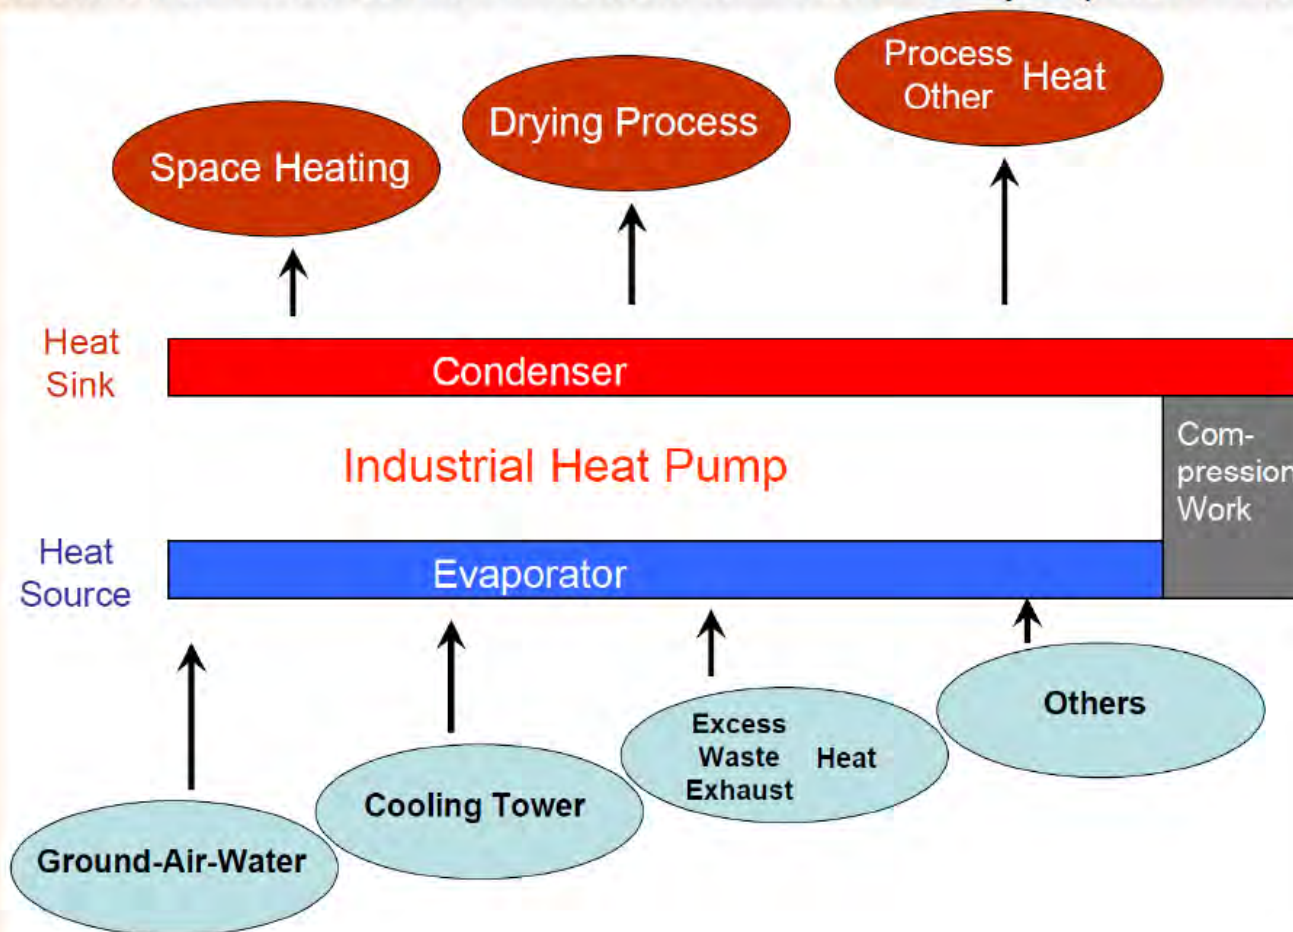 Process
Other Heat
Drying Process
Space Heating
Heat
Sink
Condenser
Industrial Heat Pump
Com-
pression
Work
Heat
Source
Evaporator
Others
Excess
Waste Heat
Exhaust
Cooling Tower
Ground-Air-Water